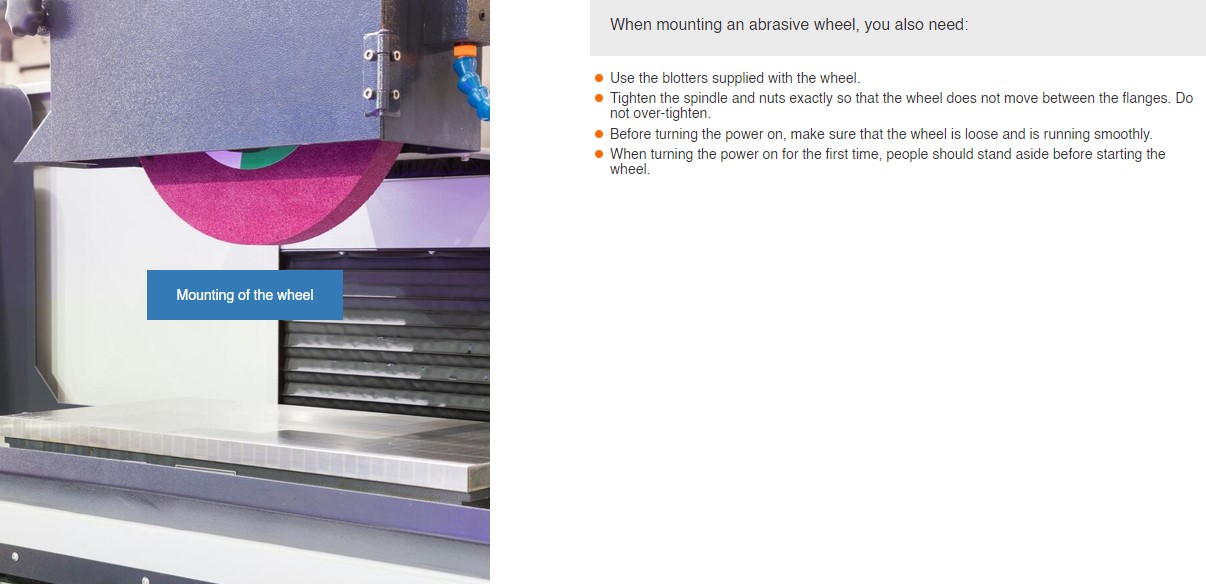 When mounting an abrasive wheel, you also need:
Use the blotters supplied with the wheel.
Tighten the spindle and nuts exactly so that the wheel does not move between the flanges. Do
not over-tighten.
Before turning the power on, make sure that the wheel is loose and is running smoothly.
When turning the power on for the first time, people should stand aside before starting the
wheel.
Mounting of the wheel